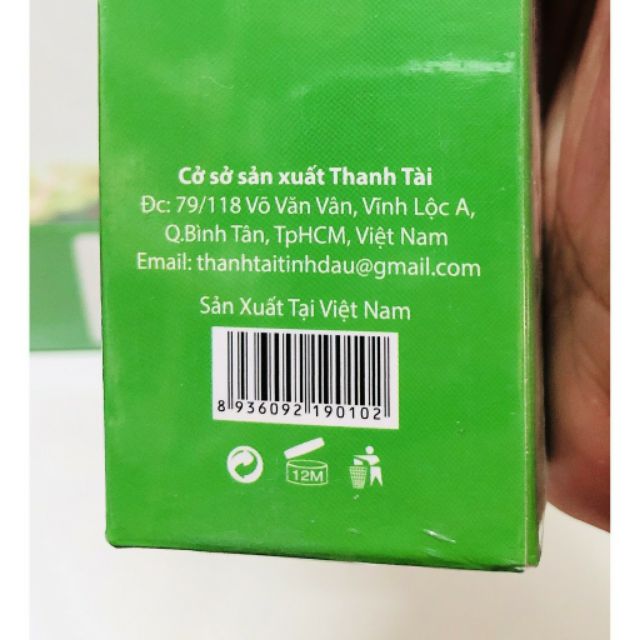 Cở sở sản xuất Thanh Tài
Đc: 79/118 Võ Văn Vân, Vĩnh Lộc A,
Q.Bình Tân, TpHCM, Việt Nam
Email: thanhtaitinhdau@gmail.com
Sản Xuất Tại Việt Nam
8 936092 190102
12M